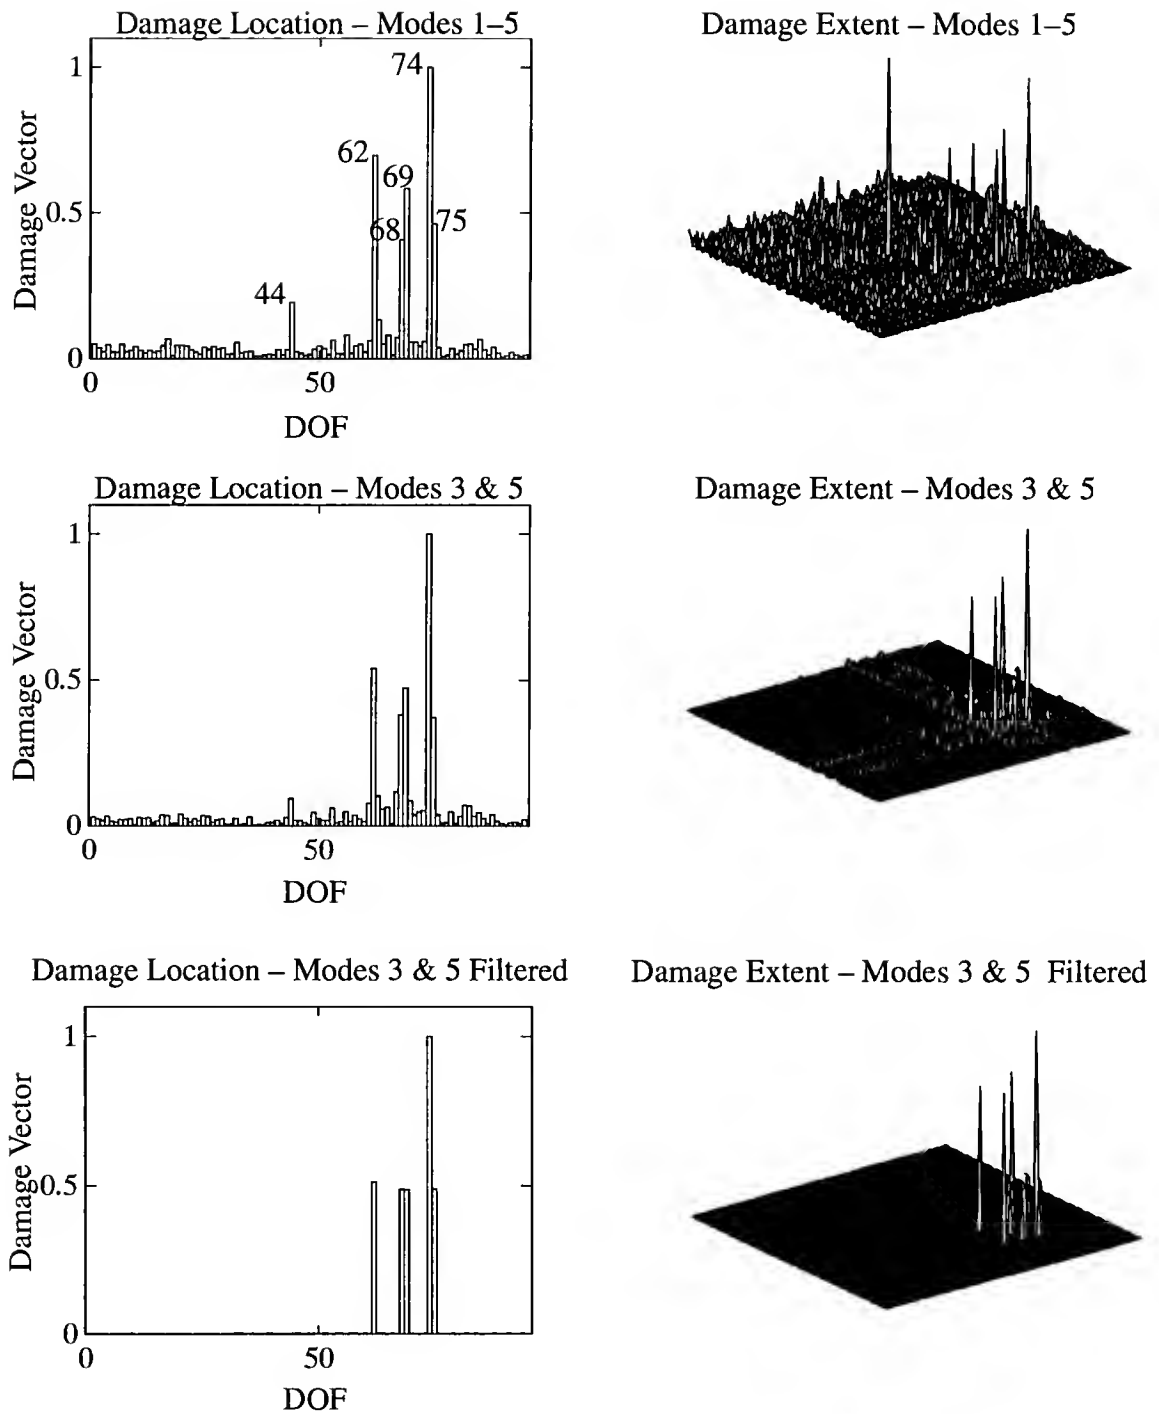 Damage Location – Modes 1–5
Damage Vector
1
0.5
0
74
62
69
68
75
44
0
50
DOF
Damage Extent – Modes 1–5
Damage Location – Modes 3 & 5
Damage Vector
1
0.5
0
0
50
DOF
Damage Extent – Modes 3 & 5
Damage Location – Modes 3 & 5 Filtered
Damage Vector
1
0.5
0
0
50
DOF
Damage Extent – Modes 3 & 5 Filtered